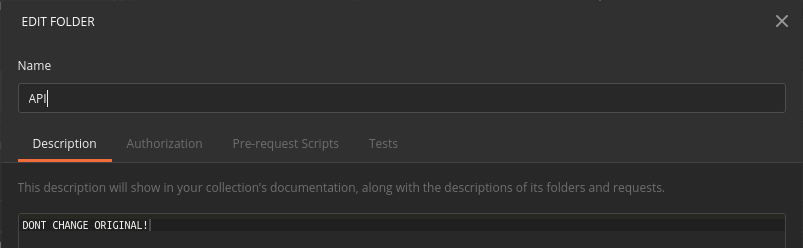 EDIT FOLDER
Name
API
Description Authorization Pre-request Scripts Tests
This description will show in your collection's documentation, along with the descriptions of its folders and requests.
DONT CHANGE ORIGINAL!